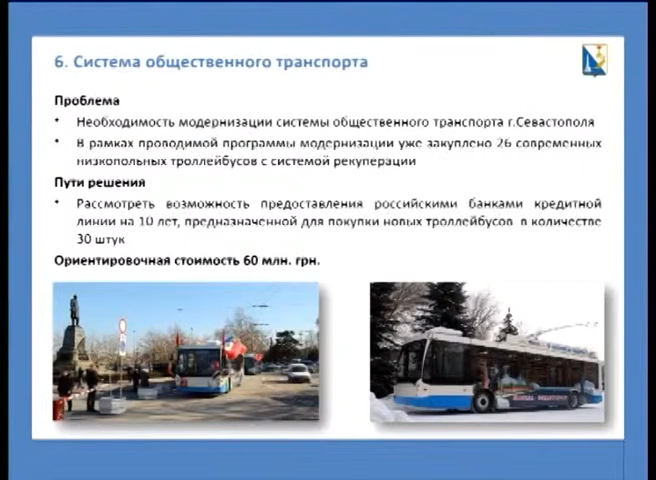 6. Система общественного транспорта
Проблема
• Необходимость модернизации системы общественного транспорта г.Севастополя
• В рамках проводимой программы модернизации уже закуплено 26 современных
низкопольных троллейбусов с системой рекуперации
Пути решения
• Рассмотреть возможность предоставления российскими банками кредитной
линии на 10 лет, предназначенной для покупки новых троллейбусов в количестве
30 штук
Ориентировочная стоимость 60 млн. грн.